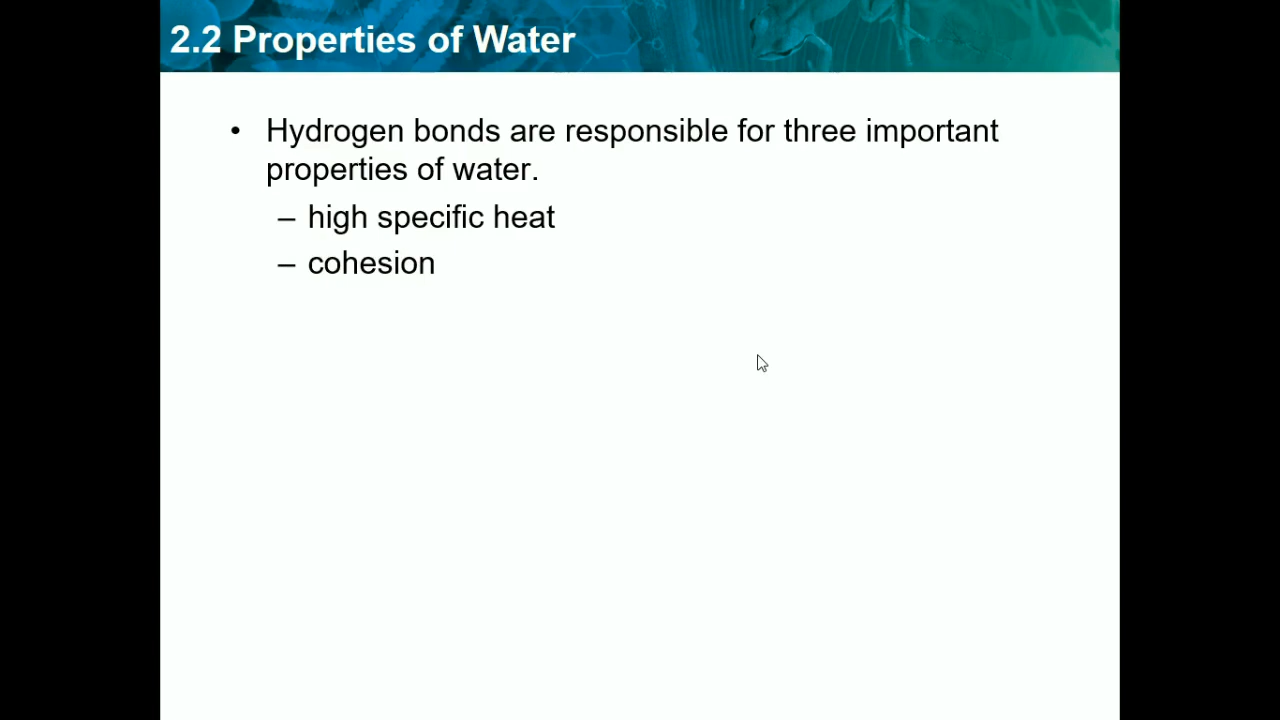 2.2 Properties of Water
• Hydrogen bonds are responsible for three important
properties of water.
– high specific heat
– cohesion